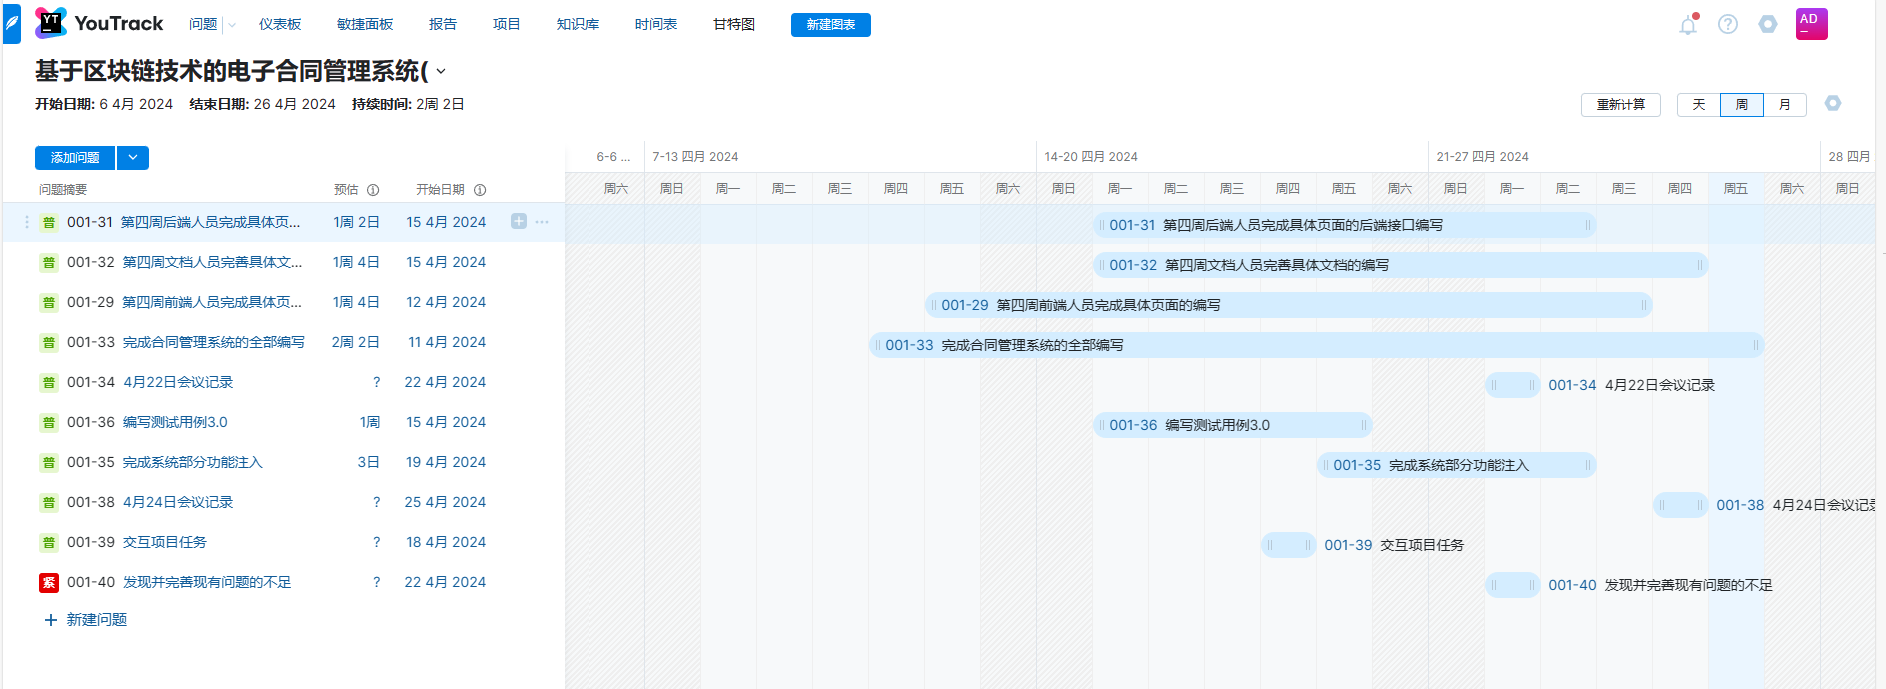 YT YouTrack 问题 仪表板 敏捷面板 报告 项目 知识库 时间表 甘特图 新建图表 AD
基于区块链技术的电子合同管理系统(
开始日期: 6 4月 2024 结束日期: 26 4月 2024 持续时间: 2周 2日
重新计算 天 周 月
添加问题
6-6 ... 7-13 四月 2024 14-20 四月 2024 21-27 四月 2024 28 四月
问题摘要 预估 开始日期
周六 周日 周一 周二 周三 周四 周五 周六 周日 周一 周二 周三 周四 周五 周六 周日 周一 周二 周三 周四 周五 周六 周日
普 001-31 第四周后端人员完成具体页... 1周 2日 15 4月 2024 001-31 第四周后端人员完成具体页面的后端接口编写
普 001-32 第四周文档人员完善具体文... 1周 4日 15 4月 2024 001-32 第四周文档人员完善具体文档的编写
普 001-29 第四周前端人员完成具体页... 1周 4日 12 4月 2024 001-29 第四周前端人员完成具体页面的编写
普 001-33 完成合同管理系统的全部编写 2周 2日 11 4月 2024 001-33 完成合同管理系统的全部编写
普 001-34 4月22日会议记录 ? 22 4月 2024 001-34 4月22日会议记录
普 001-36 编写测试用例3.0 1周 15 4月 2024 001-36 编写测试用例3.0
普 001-35 完成系统部分功能注入 3日 19 4月 2024 001-35 完成系统部分功能注入
普 001-38 4月24日会议记录 ? 25 4月 2024 001-38 4月24日会议记录
普 001-39 交互项目任务 ? 18 4月 2024 001-39 交互项目任务
紧 001-40 发现并完善现有问题的不足 ? 22 4月 2024 001-40 发现并完善现有问题的不足
新建问题